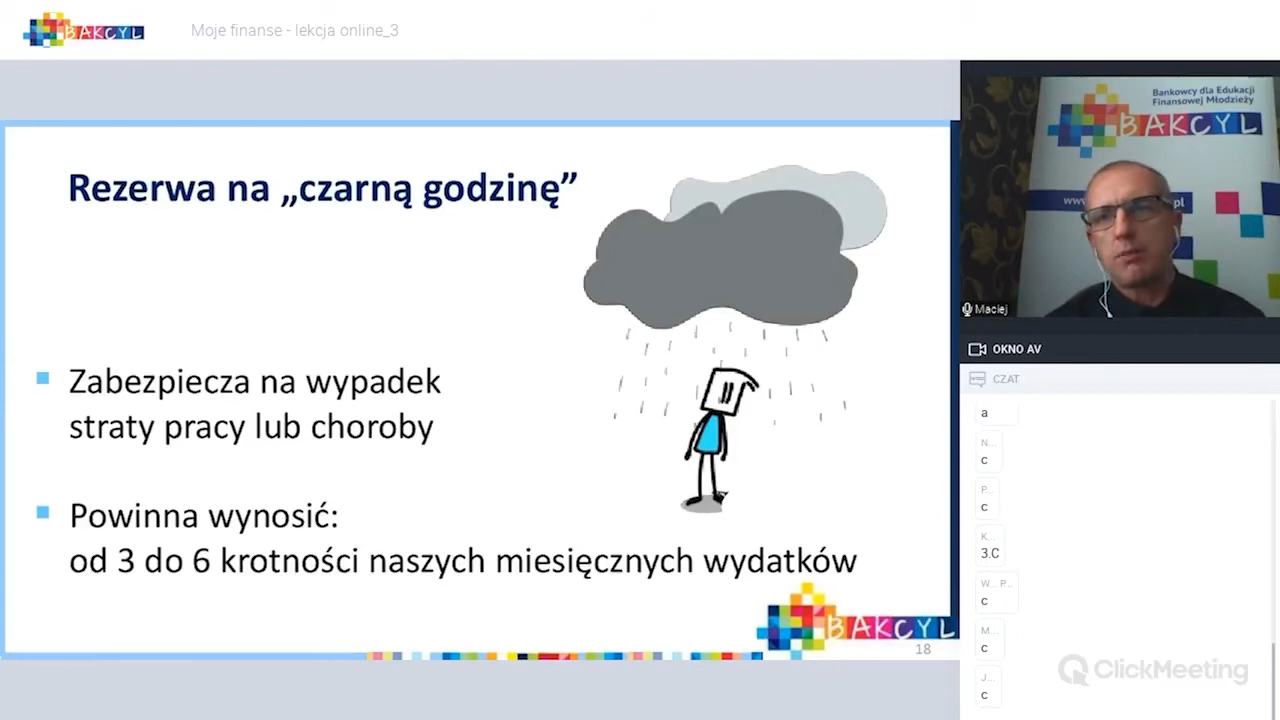 BAKCYL
Moje finanse - lekcja online_3
Rezerwa na „czarną godzinę”
Zabezpiecza na wypadek
straty pracy lub choroby
Powinna wynosić:
od 3 do 6 krotności naszych miesięcznych wydatków
BAKCYL
18
Bankowcy dla Edukacji
Finansowej Młodzieży
BAKCYL
www
.pl
Maciej
OKNO AV
CZAT
a
N...
c
P...
c
K...
3.C
W... P...
c
M...
c
J...
c
ClickMeeting